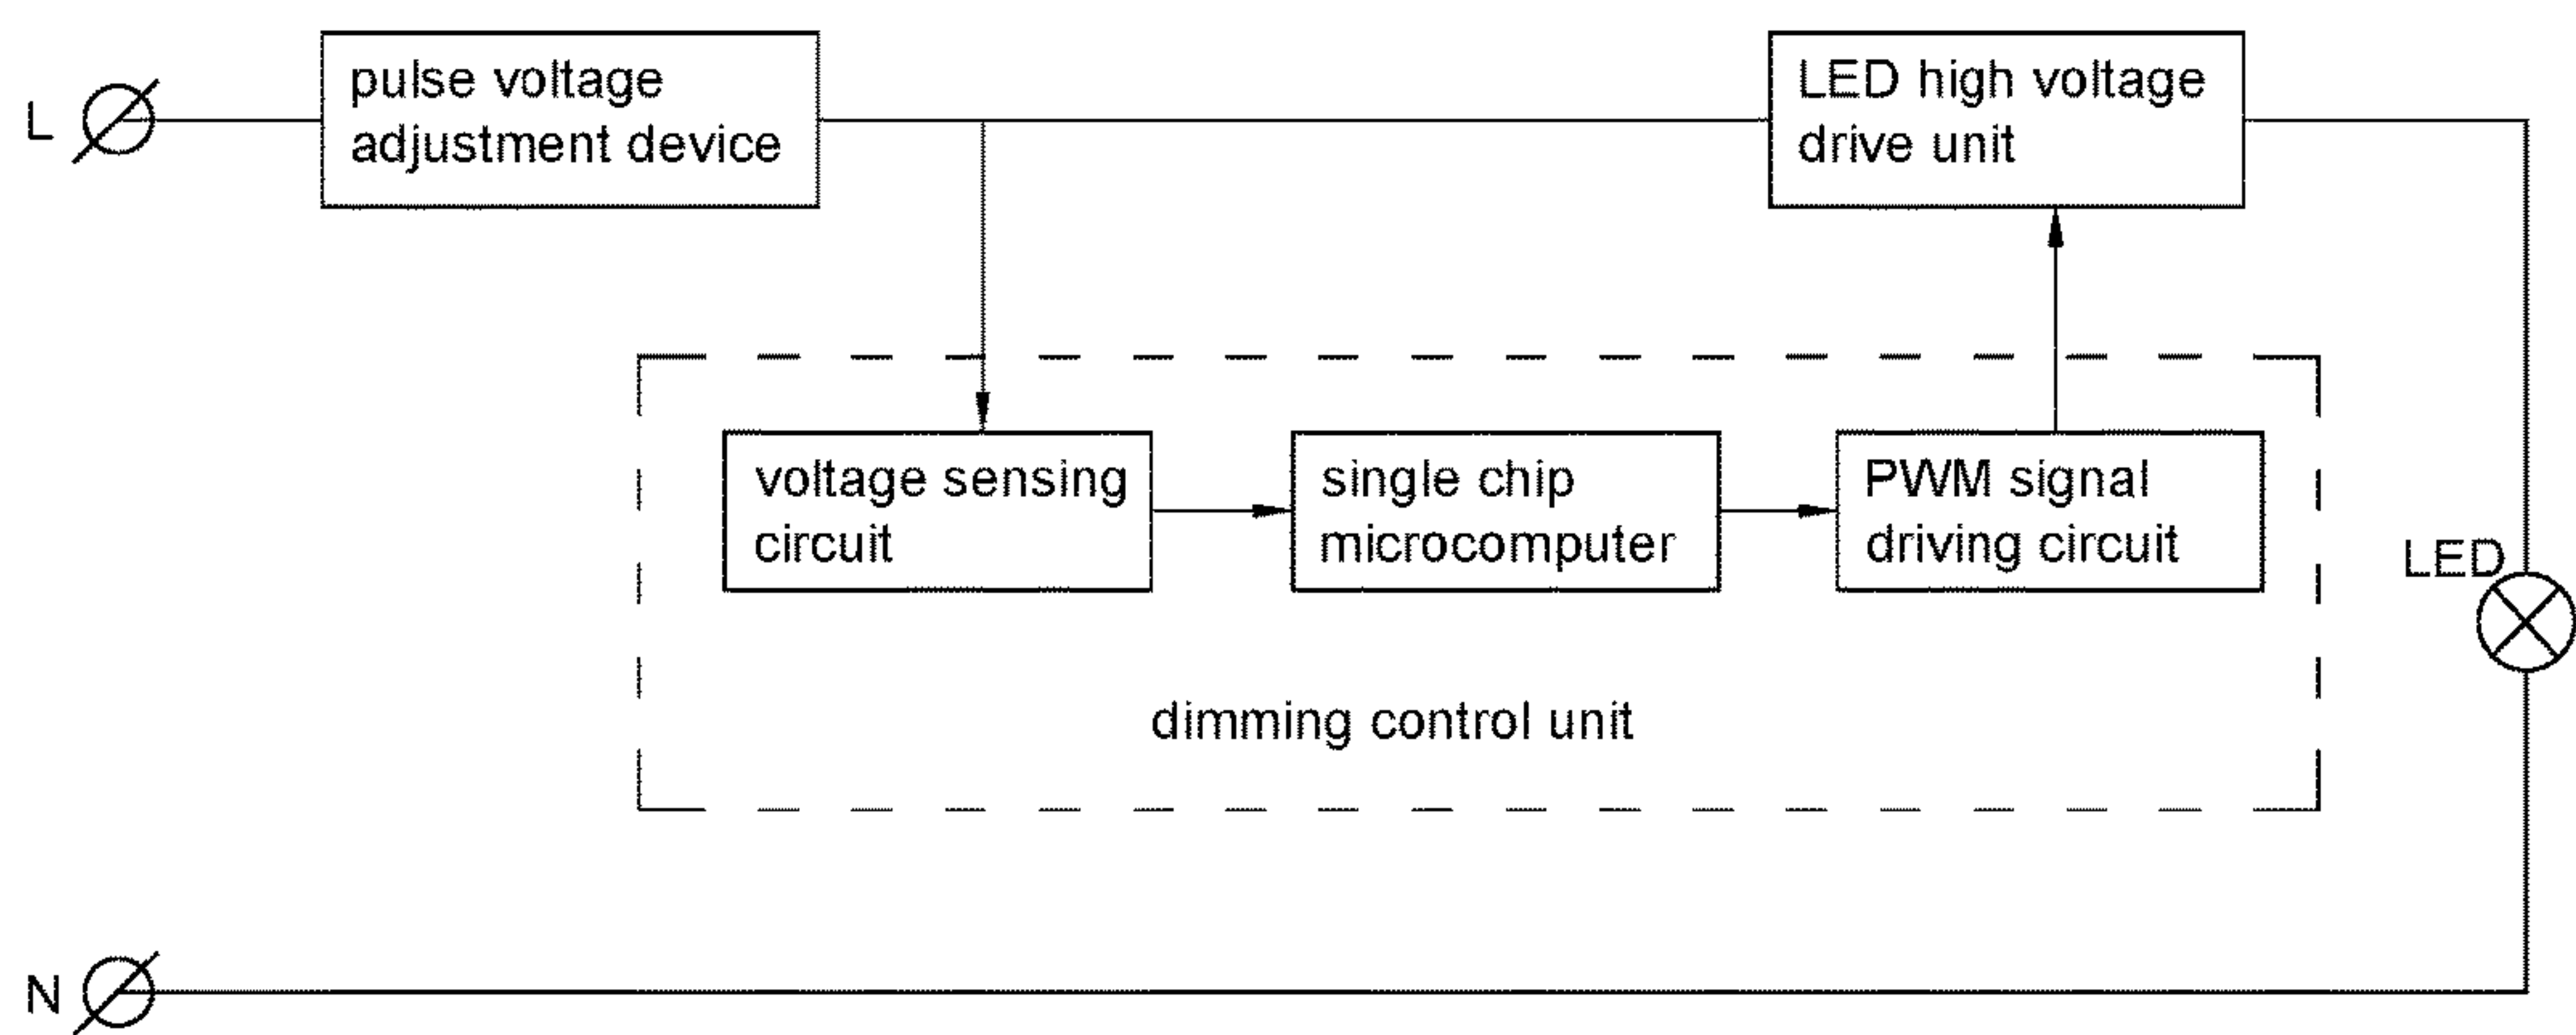 L
pulse voltage
adjustment device
LED high voltage
drive unit
voltage sensing
circuit
single chip
microcomputer
PWM signal
driving circuit
LED
dimming control unit
N